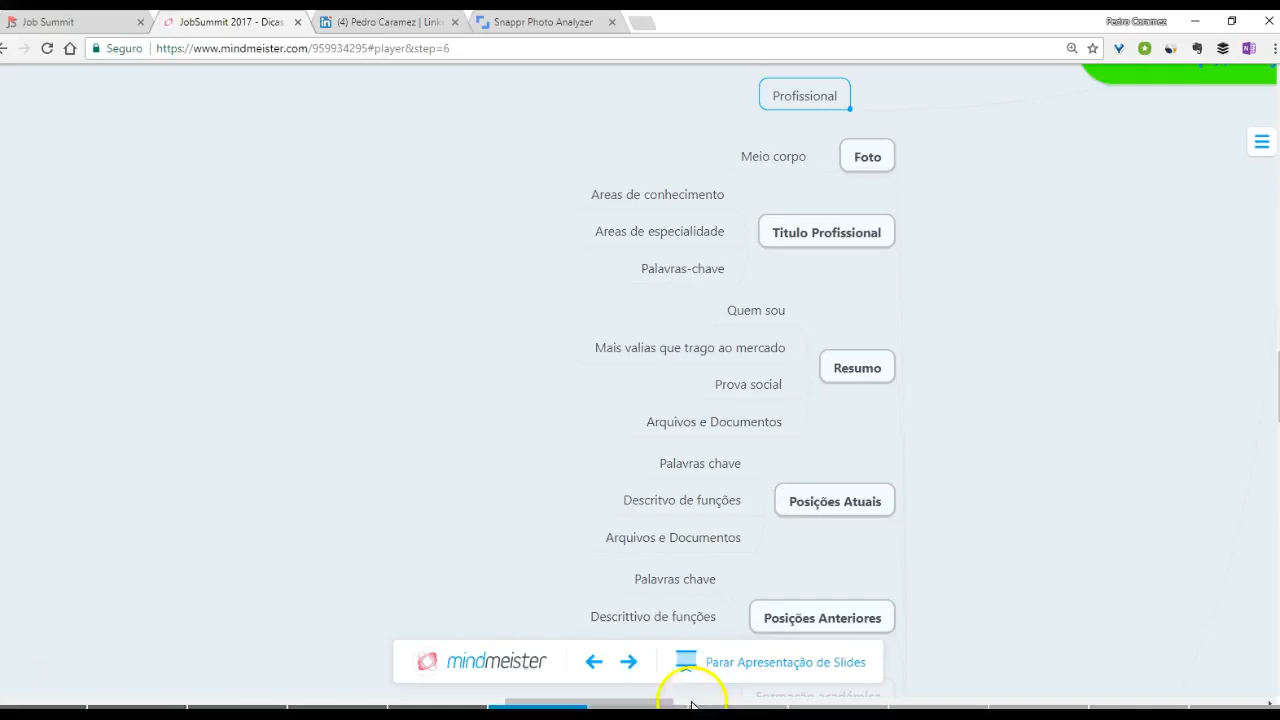 Job Summit
JobSummit 2017 - Dicas
(4) Pedro Caramez | Link
Snappr Photo Analyzer
Pedro Caramez
Seguro
https://www.mindmeister.com/959934295#player&step=6
Profissional
Meio corpo
Foto
Areas de conhecimento
Areas de especialidade
Titulo Profissional
Palavras-chave
Quem sou
Mais valias que trago ao mercado
Resumo
Prova social
Arquivos e Documentos
Palavras chave
Descritvo de funções
Posições Atuais
Arquivos e Documentos
Palavras chave
Descrittivo de funções
Posições Anteriores
mindmeister
Parar Apresentação de Slides
Formação académica